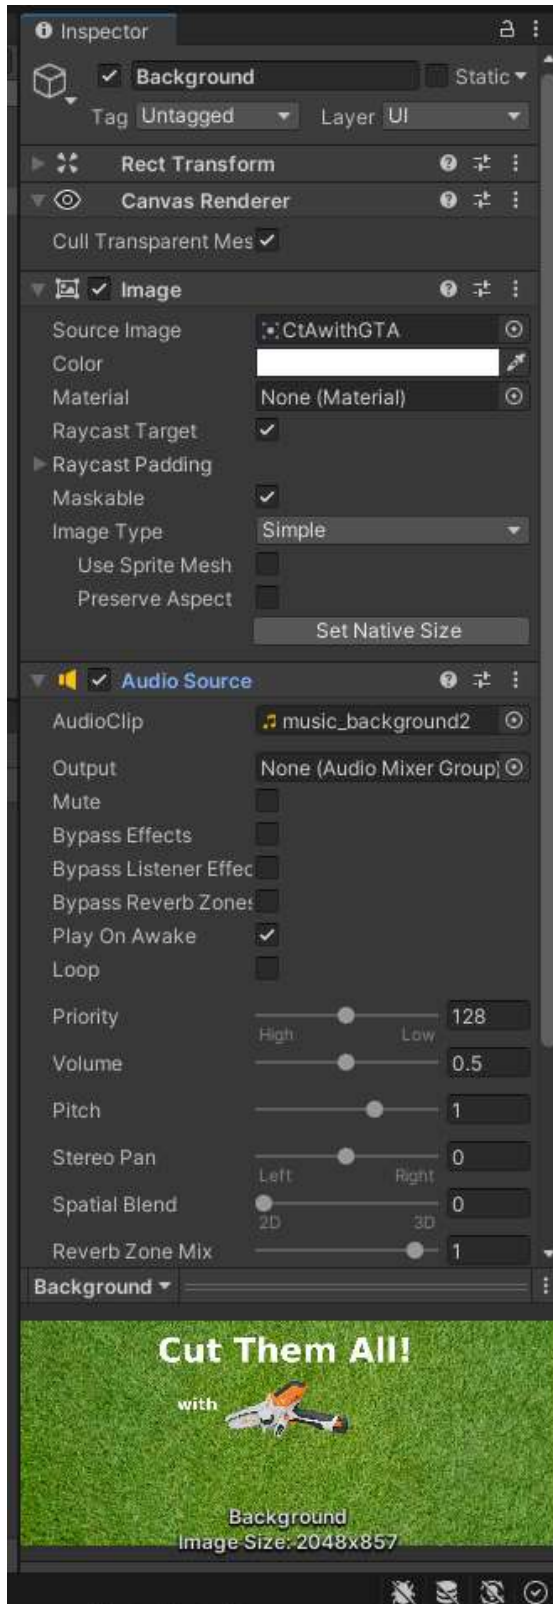 Inspector
Background
Static
Tag Untagged Layer UI
Rect Transform
Canvas Renderer
Cull Transparent Mes
Image
Source Image CtAwithGTA
Color
Material None (Material)
Raycast Target
Raycast Padding
Maskable
Image Type Simple
Use Sprite Mesh
Preserve Aspect
Set Native Size
Audio Source
AudioClip music_background2
Output None (Audio Mixer Group)
Mute
Bypass Effects
Bypass Listener Effec
Bypass Reverb Zones
Play On Awake
Loop
Priority 128
High Low
Volume 0.5
Pitch 1
Stereo Pan 0
Left Right
Spatial Blend 0
2D 3D
Reverb Zone Mix 1
Background
Cut Them All!
with
Background
Image Size: 2048x857